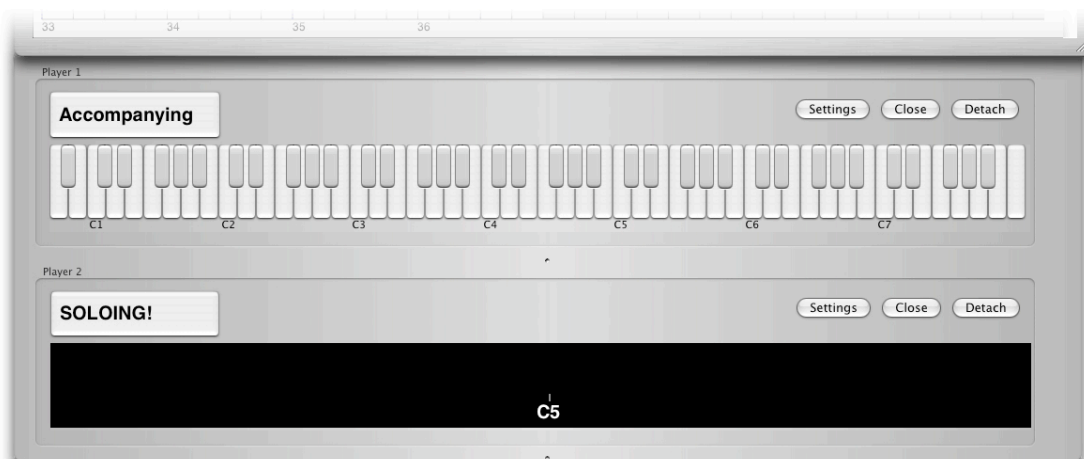 33 34 35 36
Player 1
Accompanying Settings Close Detach
C1 C2 C3 C4 C5 C6 C7
Player 2
SOLOING! Settings Close Detach
C5